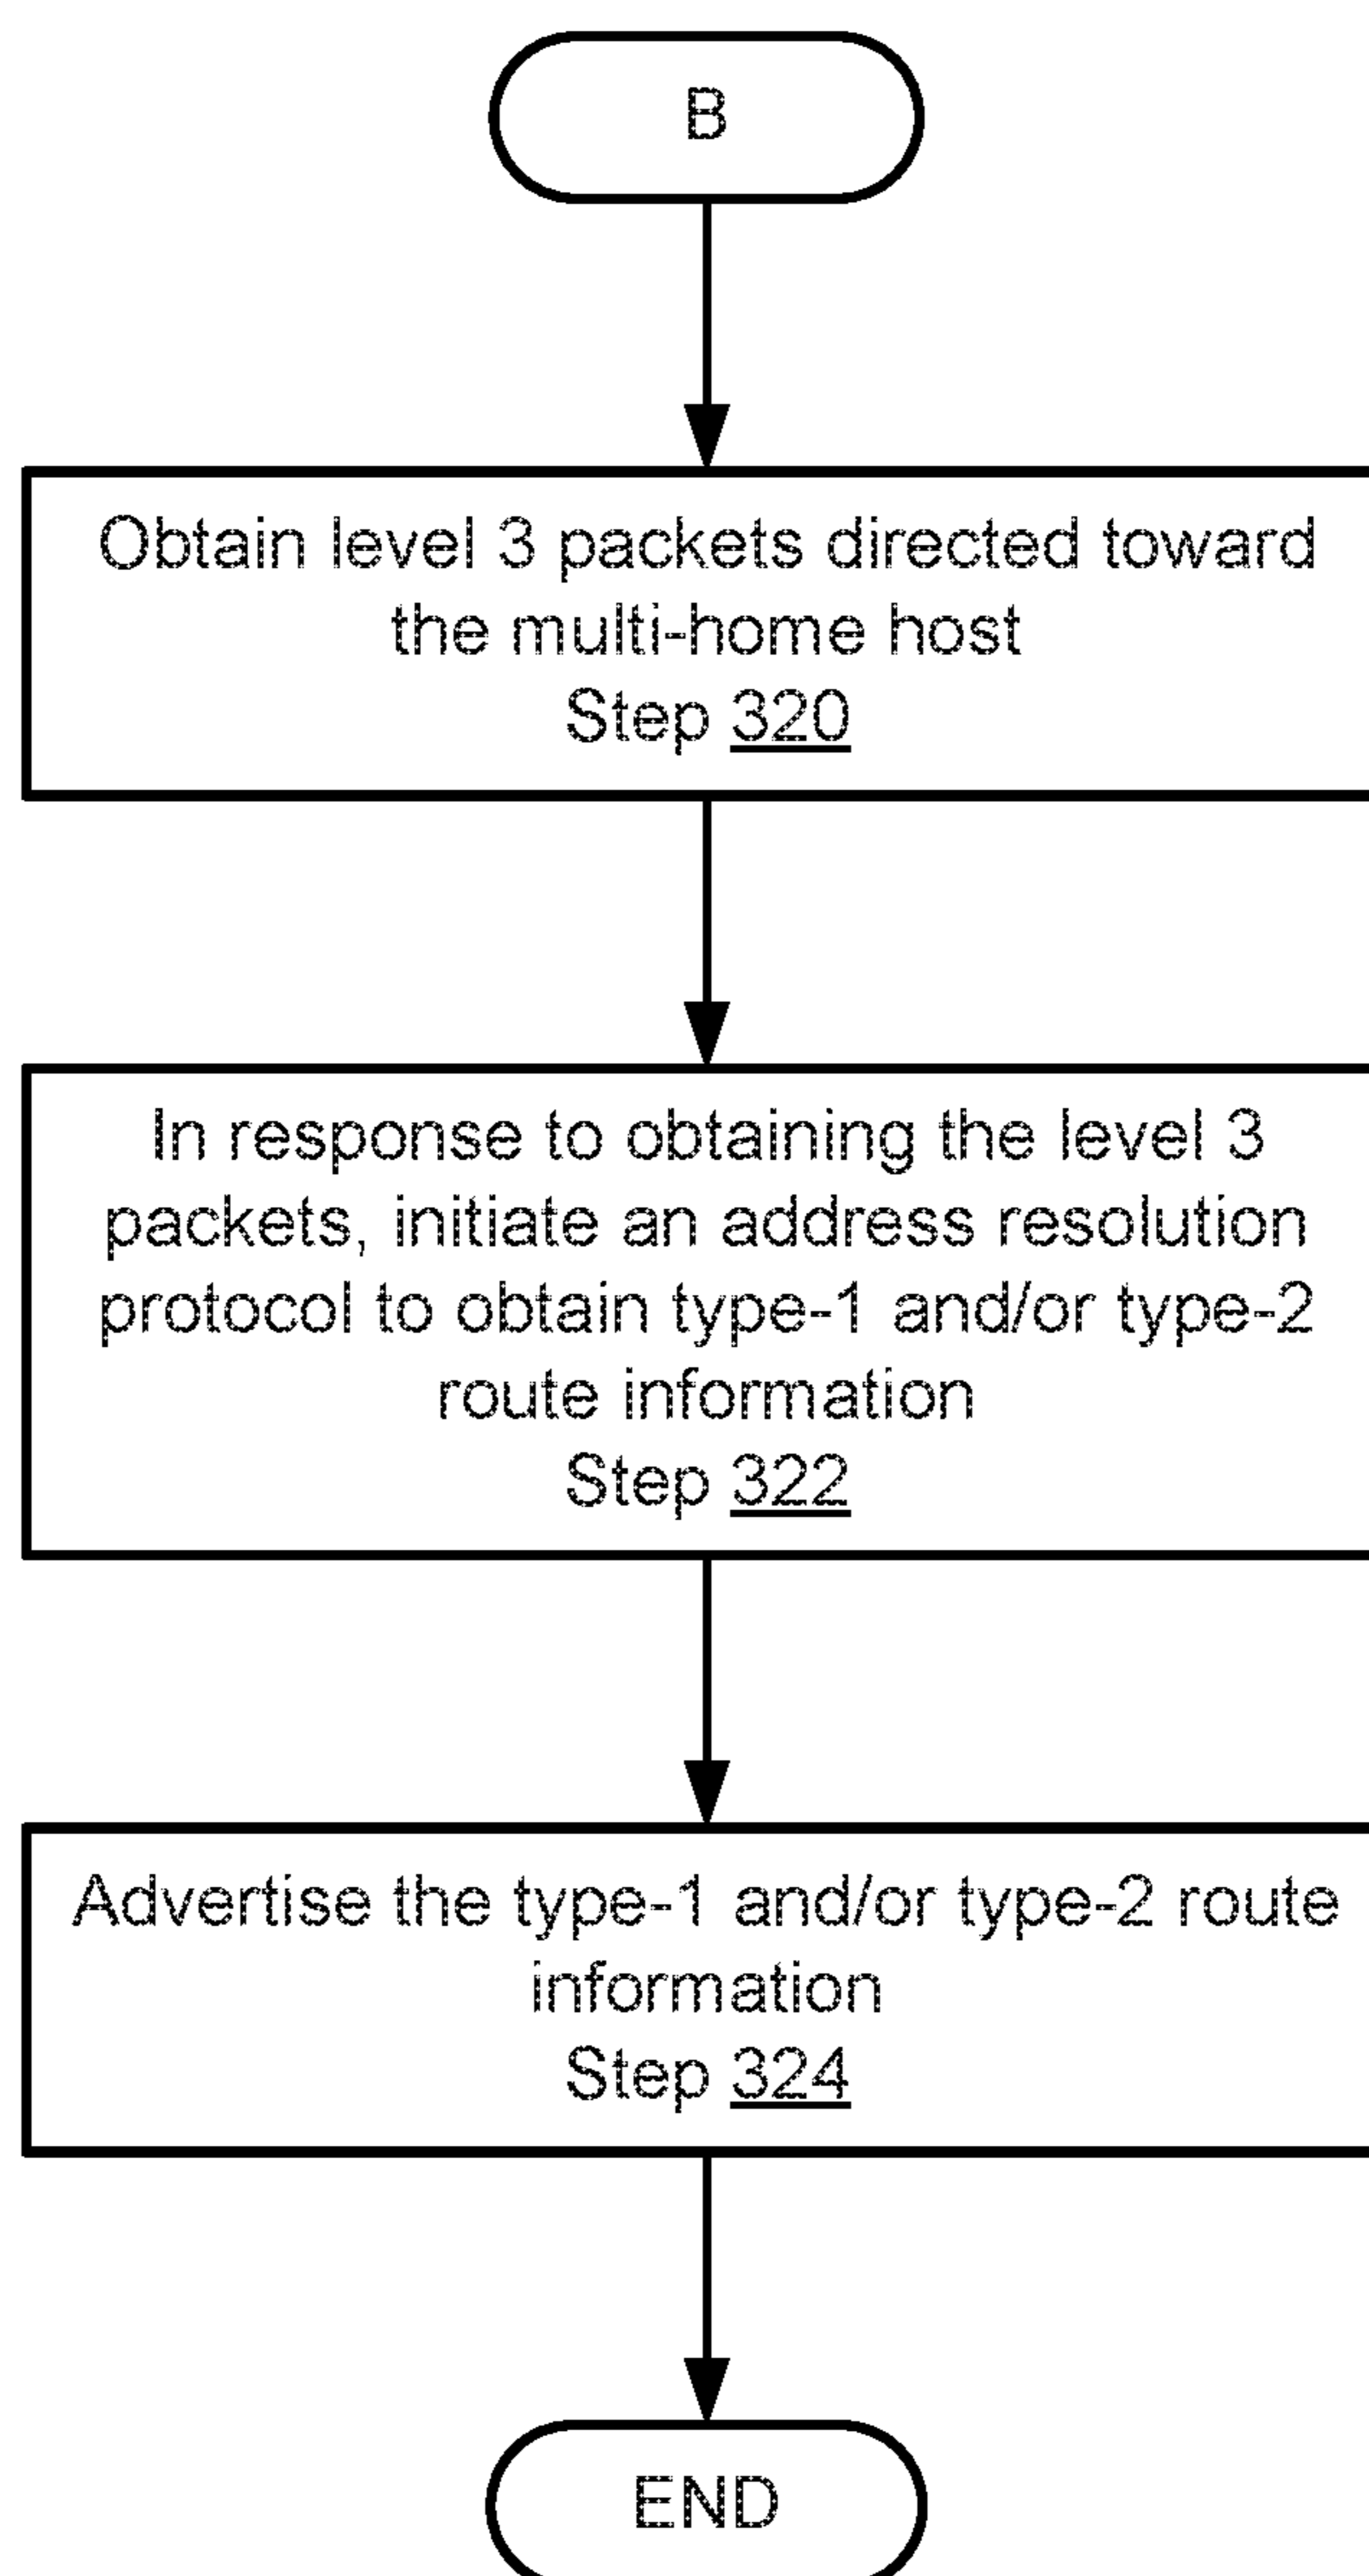 B
Obtain level 3 packets directed toward
the multi-home host
Step 320
In response to obtaining the level 3
packets, initiate an address resolution
protocol to obtain type-1 and/or type-2
route information
Step 322
Advertise the type-1 and/or type-2 route
information
Step 324
END